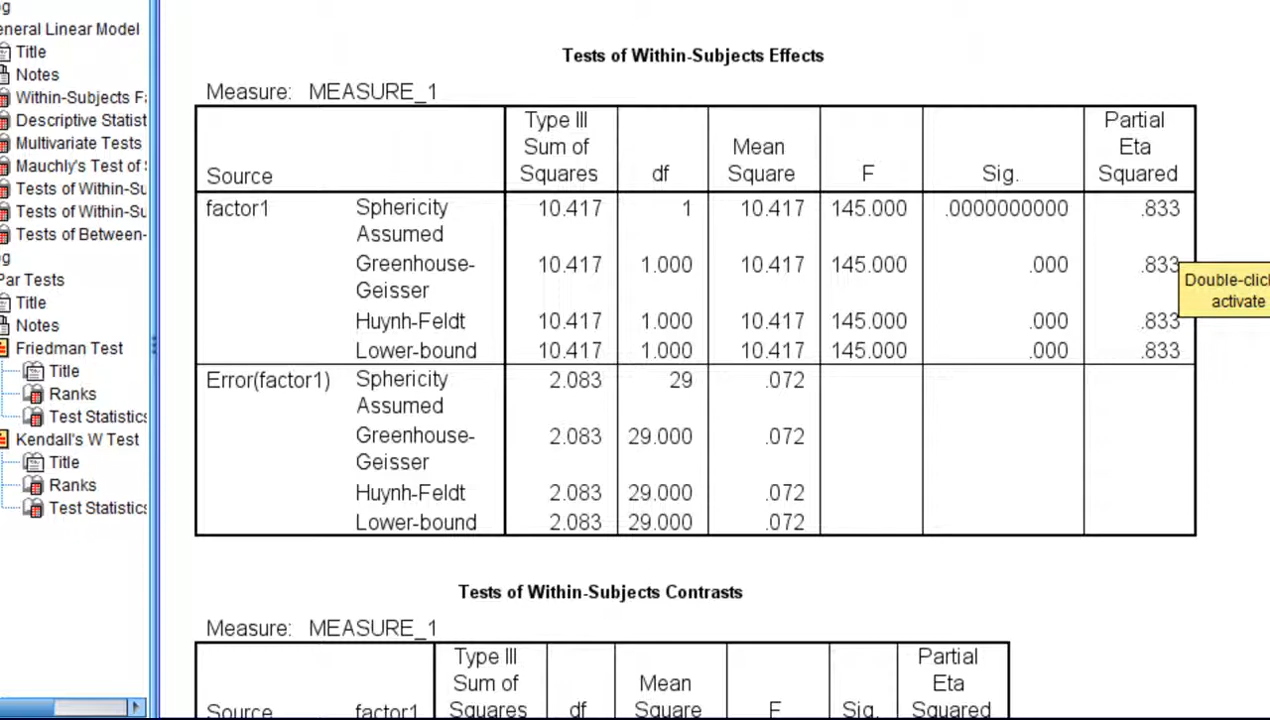 eneral Linear Model
Title
Notes
Within-Subjects F
Descriptive Statist
Multivariate Tests
Mauchly's Test of
Tests of Within-Su
Tests of Within-Su
Tests of Between-
Par Tests
Title
Notes
Friedman Test
Title
Ranks
Test Statistics
Kendall's W Test
Title
Ranks
Test Statistics
Tests of Within-Subjects Effects
Measure: MEASURE_1
Source Type III Sum of Squares df Mean Square F Sig. Partial Eta Squared
factor1 Sphericity Assumed 10.417 1 10.417 145.000 .0000000000 .833
Greenhouse-Geisser 10.417 1.000 10.417 145.000 .000 .833
Huynh-Feldt 10.417 1.000 10.417 145.000 .000 .833
Lower-bound 10.417 1.000 10.417 145.000 .000 .833
Error(factor1) Sphericity Assumed 2.083 29 .072
Greenhouse-Geisser 2.083 29.000 .072
Huynh-Feldt 2.083 29.000 .072
Lower-bound 2.083 29.000 .072
Double-clic
activate
Tests of Within-Subjects Contrasts
Measure: MEASURE_1
Source factor1 Type III Sum of Squares df Mean Square F Sig. Partial Eta Squared